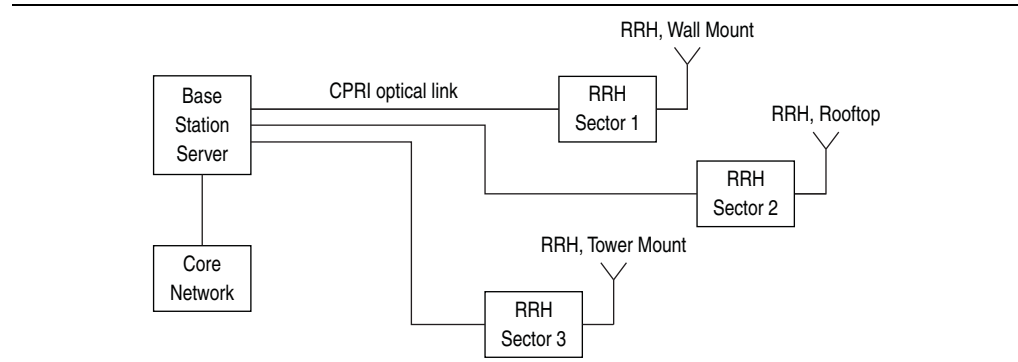 RRH, Wall Mount
Base
Station
Server
CPRI optical link
RRH
Sector 1
RRH, Rooftop
RRH
Sector 2
RRH, Tower Mount
Core
Network
RRH
Sector 3